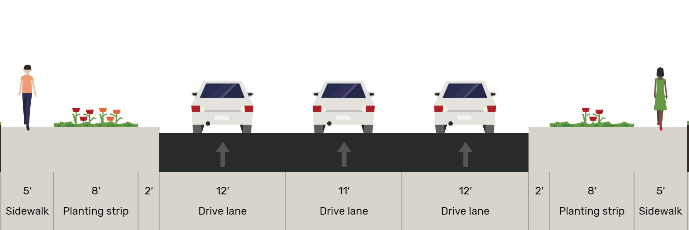 5′ 8′ 2′ 12′ 11′ 12′ 2′ 8′ 5′
Sidewalk Planting strip Drive lane Drive lane Drive lane Planting strip Sidewalk